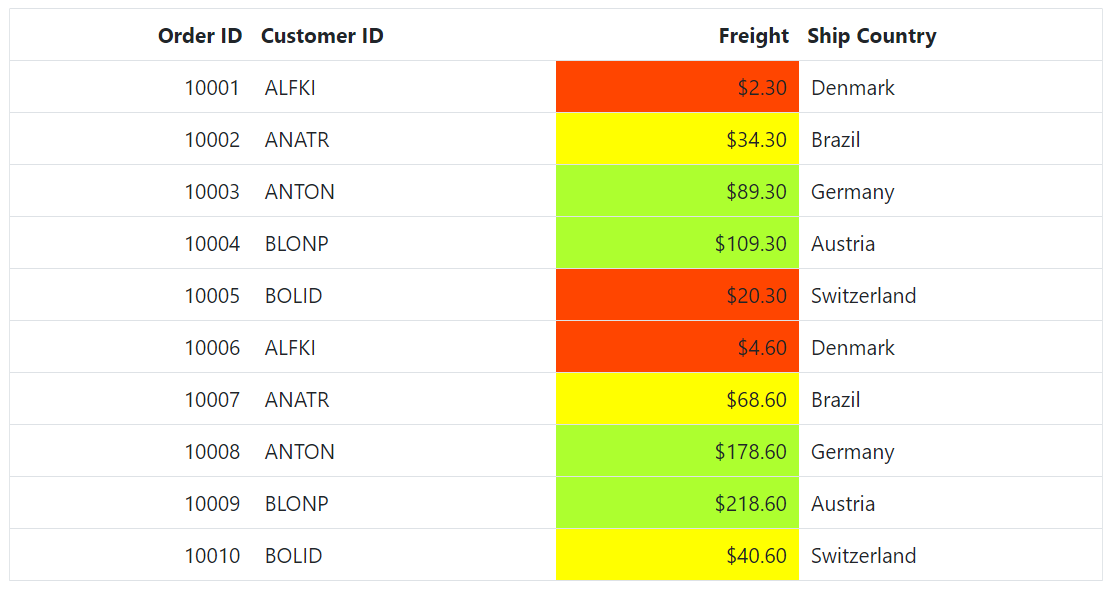 Order ID Customer ID Freight Ship Country
10001 ALFKI $2.30 Denmark
10002 ANATR $34.30 Brazil
10003 ANTON $89.30 Germany
10004 BLONP $109.30 Austria
10005 BOLID $20.30 Switzerland
10006 ALFKI $4.60 Denmark
10007 ANATR $68.60 Brazil
10008 ANTON $178.60 Germany
10009 BLONP $218.60 Austria
10010 BOLID $40.60 Switzerland